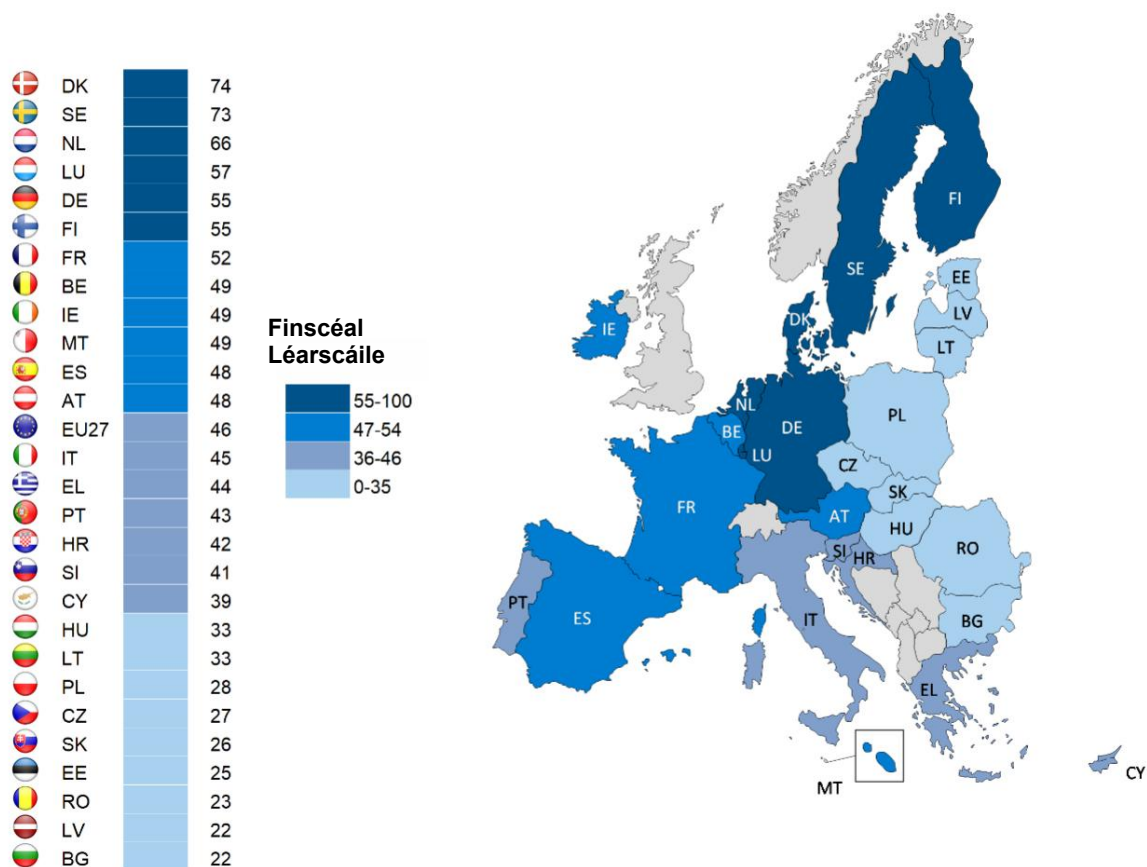 DK 74
SE 73
NL 66
LU 57
DE 55
FI 55
FR 52
BE 49
IE 49
MT 49
ES 48
AT 48
EU27 46
IT 45
EL 44
PT 43
HR 42
SI 41
CY 39
HU 33
LT 33
PL 28
CZ 27
SK 26
EE 25
RO 23
LV 22
BG 22
Finscéal
Léarscáile
55-100
47-54
36-46
0-35
FI
SE
EE
LV
LT
DK
IE
NL
BE
DE
PL
LU
CZ
SK
FR
AT
HU
SI
HR
RO
PT
ES
IT
BG
EL
MT
CY